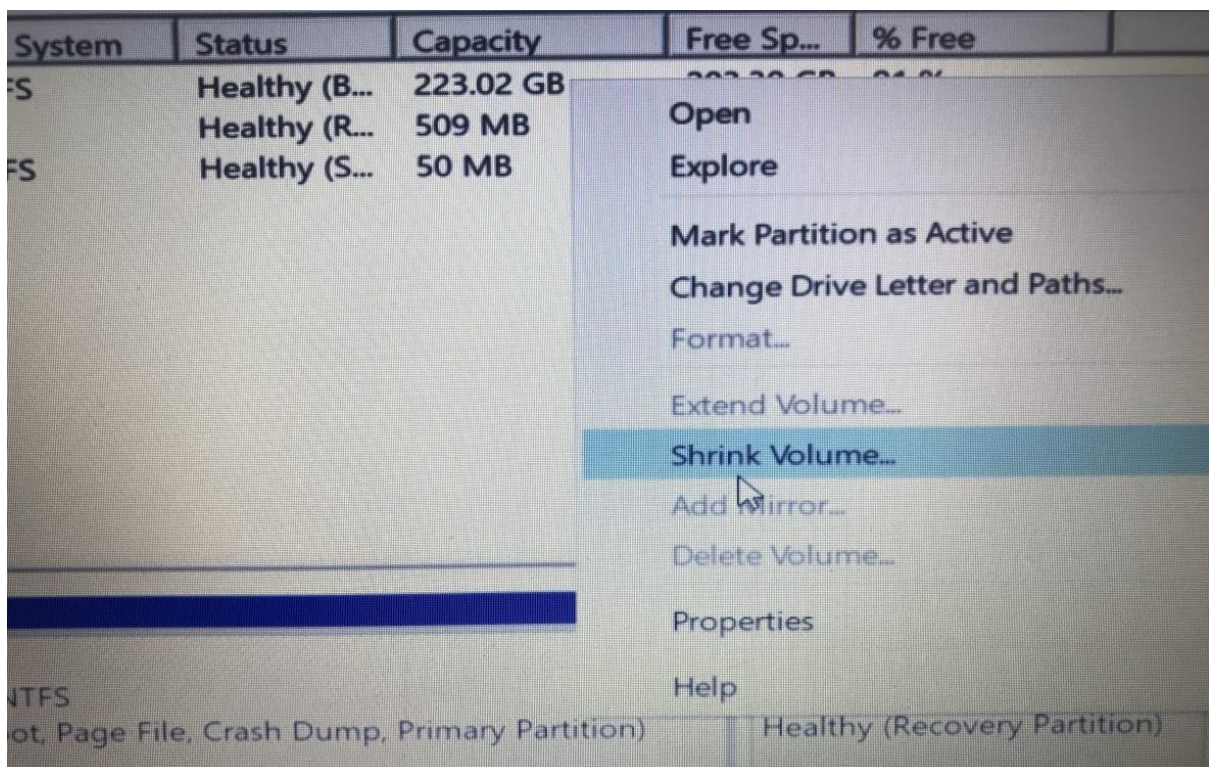 System Status Capacity Free Sp... % Free
FS Healthy (B... 223.02 GB
Healthy (R... 509 MB
FS Healthy (S... 50 MB
Open
Explore
Mark Partition as Active
Change Drive Letter and Paths...
Format...
Extend Volume...
Shrink Volume...
Add Mirror...
Delete Volume...
Properties
Help
NTFS
ot, Page File, Crash Dump, Primary Partition)
Healthy (Recovery Partition)